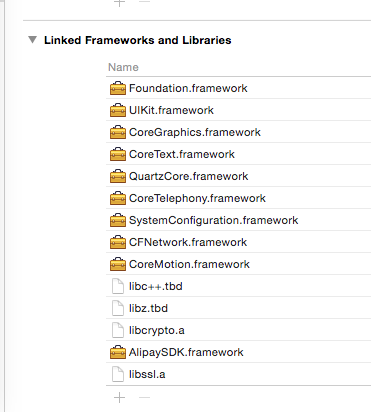 Linked Frameworks and Libraries
Name
Foundation.framework
UIKit.framework
CoreGraphics.framework
CoreText.framework
QuartzCore.framework
CoreTelephony.framework
SystemConfiguration.framework
CFNetwork.framework
CoreMotion.framework
libc++.tbd
libz.tbd
libcrypto.a
AlipaySDK.framework
libssl.a